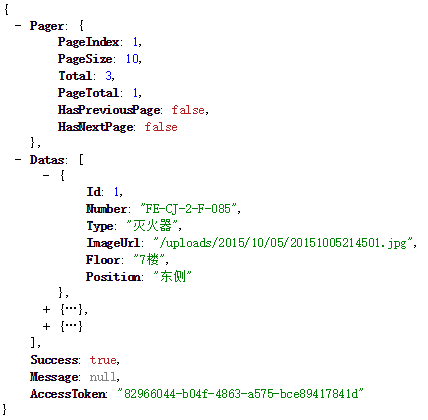 {
- Pager: {
PageIndex: 1,
PageSize: 10,
Total: 3,
PageTotal: 1,
HasPreviousPage: false,
HasNextPage: false
},
- Datas: [
- {
Id: 1,
Number: "FE-CJ-2-F-085",
Type: "灭火器",
ImageUrl: "/uploads/2015/10/05/20151005214501.jpg",
Floor: "7楼",
Position: "东侧"
},
+ {…},
+ {…}
],
Success: true,
Message: null,
AccessToken: "82966044-b04f-4863-a575-bce89417841d"
}